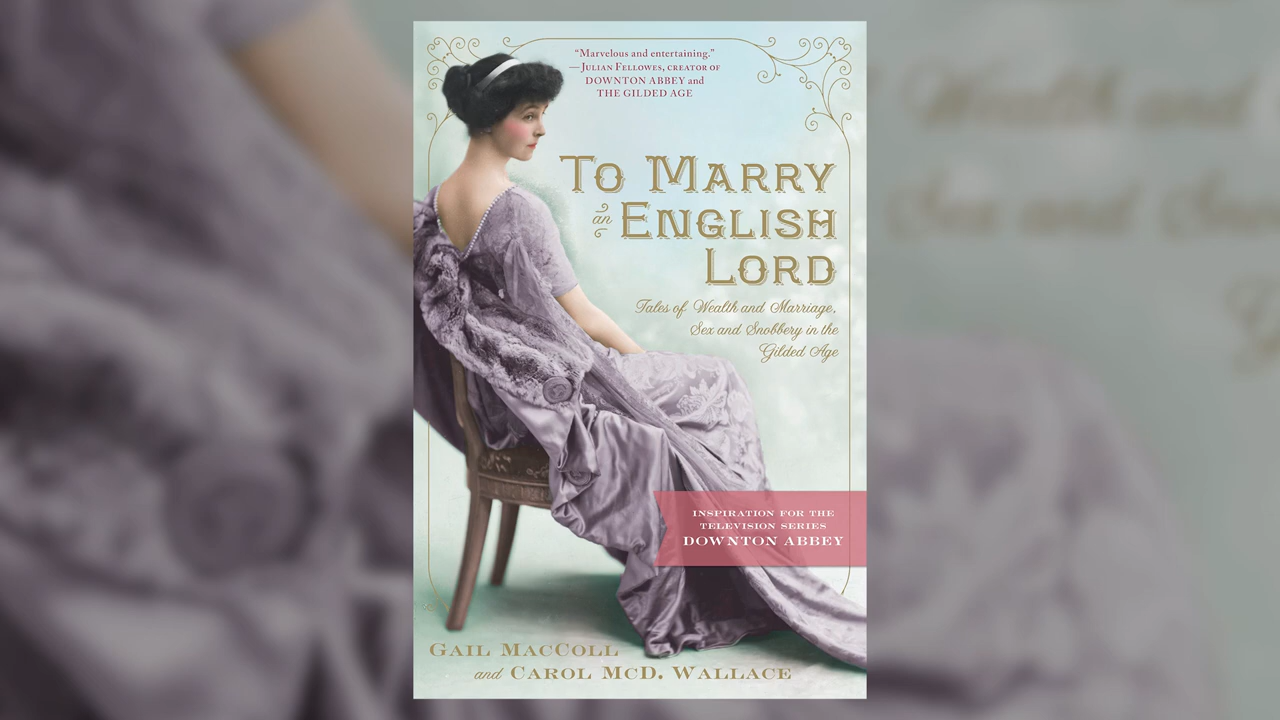 “Marvelous and entertaining.”
—Julian Fellowes, creator of
DOWNTON ABBEY and
THE GILDED AGE
To Marry
an English
Lord
Tales of Wealth and Marriage,
Sex and Snobbery in the
Gilded Age
INSPIRATION FOR THE
TELEVISION SERIES
DOWNTON ABBEY
Gail MacColl
and Carol McD. Wallace